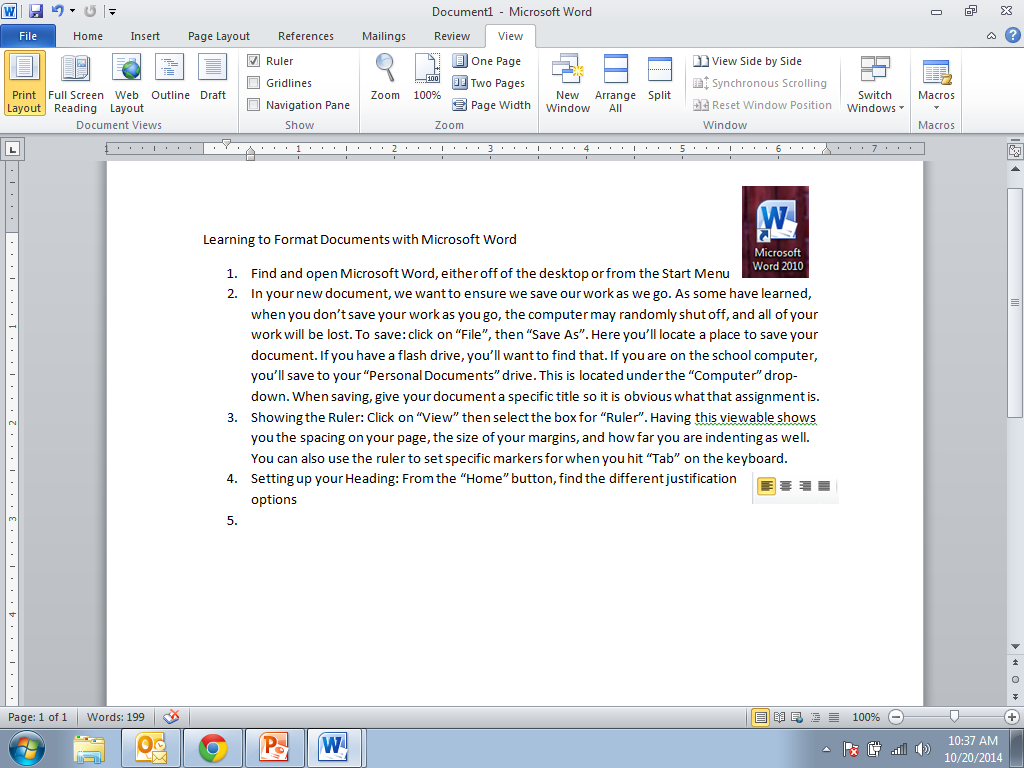 Document1 - Microsoft Word
File Home Insert Page Layout References Mailings Review View
Print Layout
Full Screen Reading
Web Layout
Outline
Draft
Document Views
Ruler
Gridlines
Navigation Pane
Show
Zoom
100%
One Page
Two Pages
Page Width
Zoom
New Window
Arrange All
Split
View Side by Side
Synchronous Scrolling
Reset Window Position
Window
Switch Windows
Macros
Macros
1 1 2 3 4 5 6 7
Microsoft
Word 2010
Learning to Format Documents with Microsoft Word
1. Find and open Microsoft Word, either off of the desktop or from the Start Menu
2. In your new document, we want to ensure we save our work as we go. As some have learned,
when you don’t save your work as you go, the computer may randomly shut off, and all of your
work will be lost. To save: click on “File”, then “Save As”. Here you’ll locate a place to save your
document. If you have a flash drive, you’ll want to find that. If you are on the school computer,
you’ll save to your “Personal Documents” drive. This is located under the “Computer” drop-
down. When saving, give your document a specific title so it is obvious what that assignment is.
3. Showing the Ruler: Click on “View” then select the box for “Ruler”. Having this viewable shows
you the spacing on your page, the size of your margins, and how far you are indenting as well.
You can also use the ruler to set specific markers for when you hit “Tab” on the keyboard.
4. Setting up your Heading: From the “Home” button, find the different justification
options
5.
1
2
3
4
Page: 1 of 1 Words: 199 100%
10:37 AM
10/20/2014